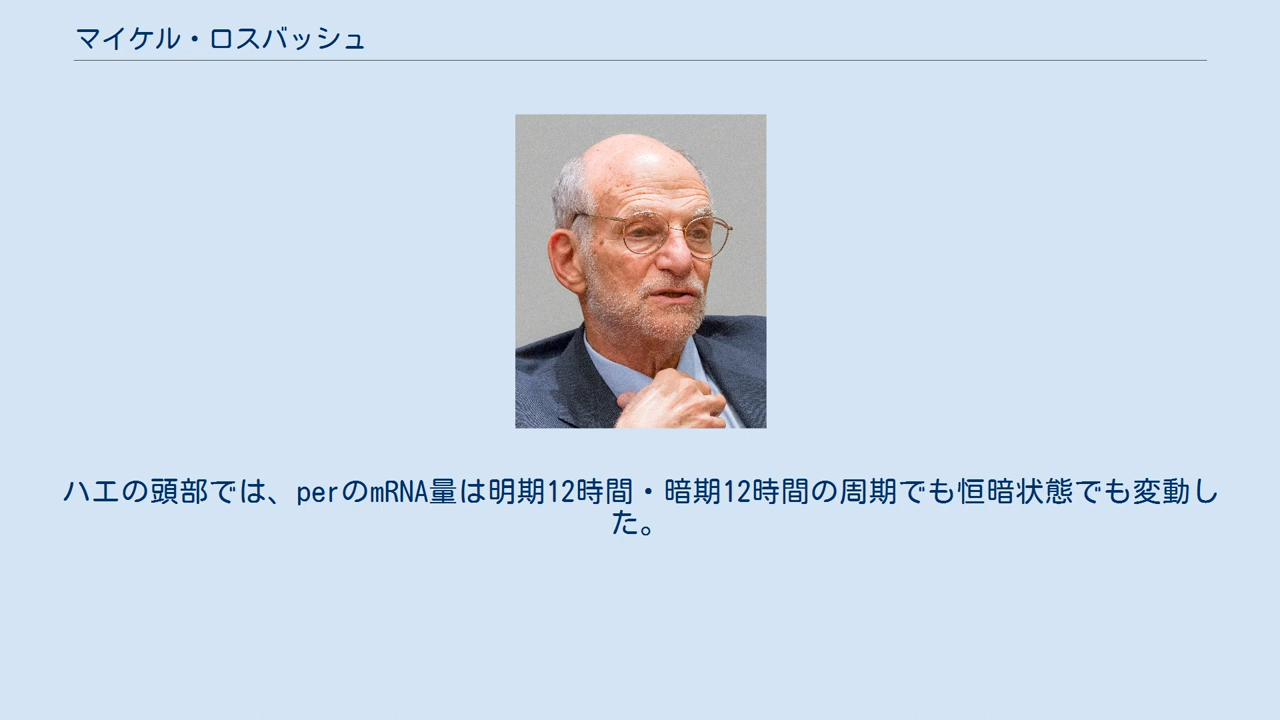 マイケル・ロスバッシュ
ハエの頭部では、perのmRNA量は明期12時間・暗期12時間の周期でも恒暗状態でも変動し
た。